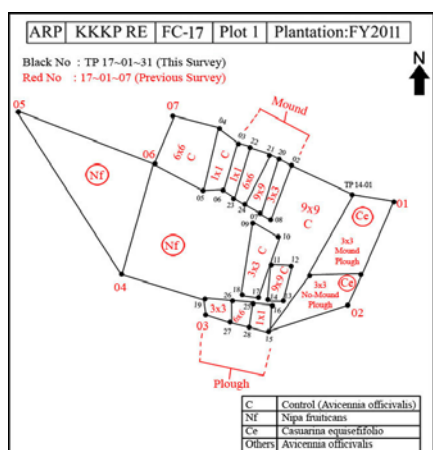 ARP KKKP RE FC-17 Plot 1 Plantation:FY2011
Black No : TP 17~01~31 (This Survey)
Red No : 17~01~07 (Previous Survey)
N
Mound
05
07
04
03
22
21
20
02
06
6x6
C
1x1
C
1x1
6x6
9x9
3x3
TP 14-01
01
Nf
05
06
23
24
07
08
9x9
C
Ce
09
10
3x3
Mound
Plough
Nf
3x3
C
11
12
9x9 C
3x3
No-Mound
Plough
Ce
04
18
17
14
13
02
19
26
25
16
3x3
6x6
1x1
03
27
28
15
Plough
C Control (Avicennia officivalis)
Nf Nipa fruiticans
Ce Casuarina equisefifolio
Others Avicennia officivalis